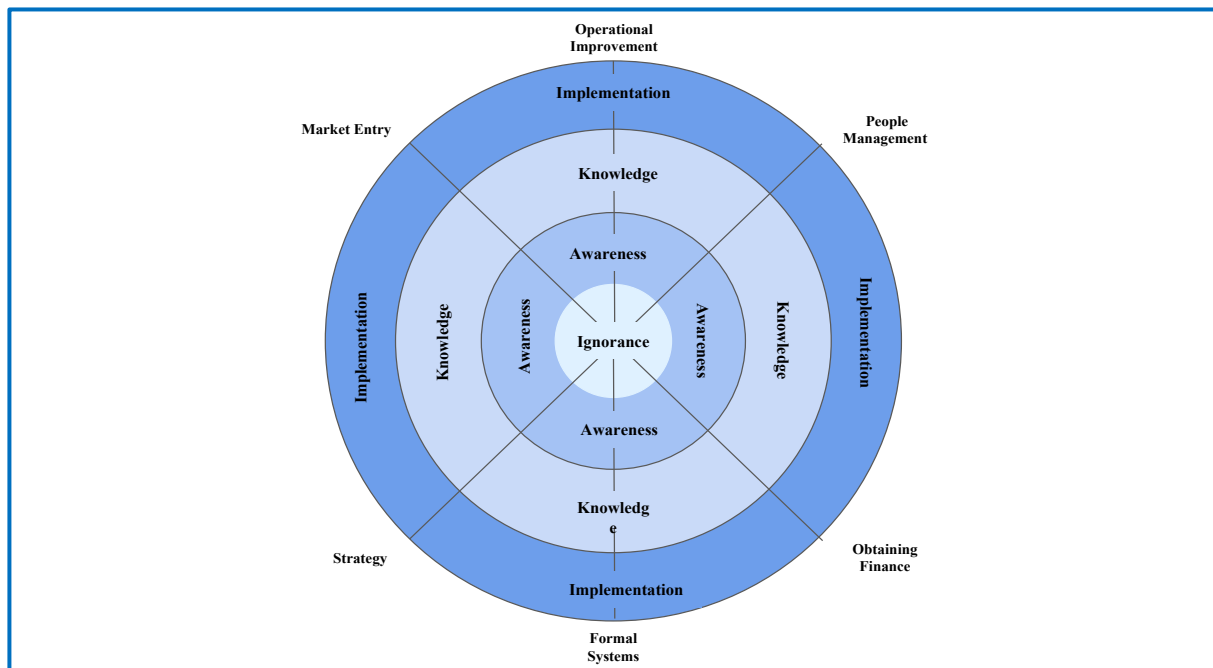 Operational
Improvement
Implementation
Market Entry
People
Management
Knowledge
Awareness
Implementation
Knowledge
Awareness
Ignorance
Awareness
Knowledge
Implementation
Awareness
Knowledg
e
Strategy
Obtaining
Finance
Implementation
Formal
Systems